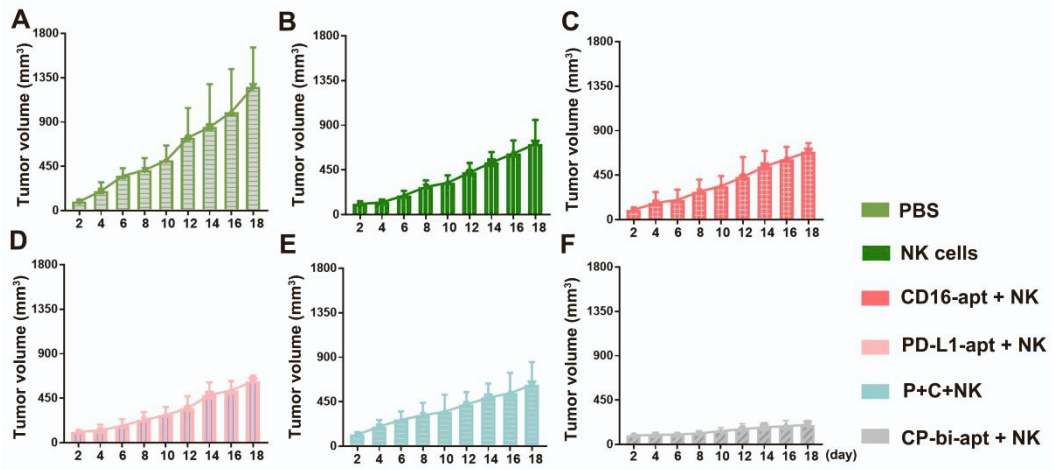 A
Tumor volume (mm³)
1800
1350
900
450
0
2 4 6 8 10 12 14 16 18
B
Tumor volume (mm³)
1800
1350
900
450
0
2 4 6 8 10 12 14 16 18
C
Tumor volume (mm³)
1800
1350
900
450
0
2 4 6 8 10 12 14 16 18
D
Tumor volume (mm³)
1800
1350
900
450
0
2 4 6 8 10 12 14 16 18
E
Tumor volume (mm³)
1800
1350
900
450
0
2 4 6 8 10 12 14 16 18
F
Tumor volume (mm³)
1800
1350
900
450
0
2 4 6 8 10 12 14 16 18 (day)
PBS
NK cells
CD16-apt + NK
PD-L1-apt + NK
P+C+NK
CP-bi-apt + NK